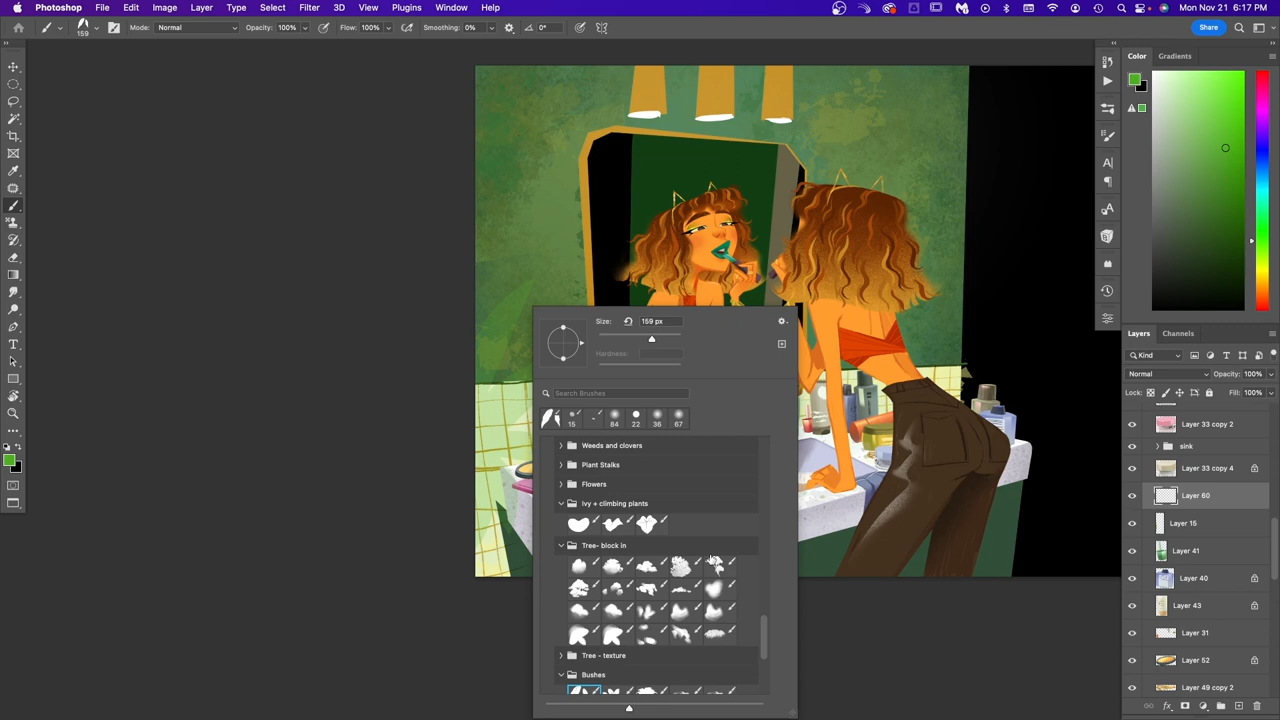 Photoshop File Edit Image Layer Type Select Filter 3D View Plugins Window Help Mon Nov 21 6:17 PM
159 Mode: Normal Opacity: 100% Flow: 100% Smoothing: 0% 0° Share
Color Gradients
Size: 159 px
Hardness:
Search Brushes
15 84 22 36 67
Weeds and clovers
Plant Stalks
Flowers
ivy + climbing plants
Tree- block in
Tree - texture
Bushes
Layers Channels
Kind
Normal Opacity: 100%
Lock: Fill: 100%
Layer 33 copy 2
sink
Layer 33 copy 4
Layer 60
Layer 15
Layer 41
Layer 40
Layer 43
Layer 31
Layer 52
Layer 49 copy 2